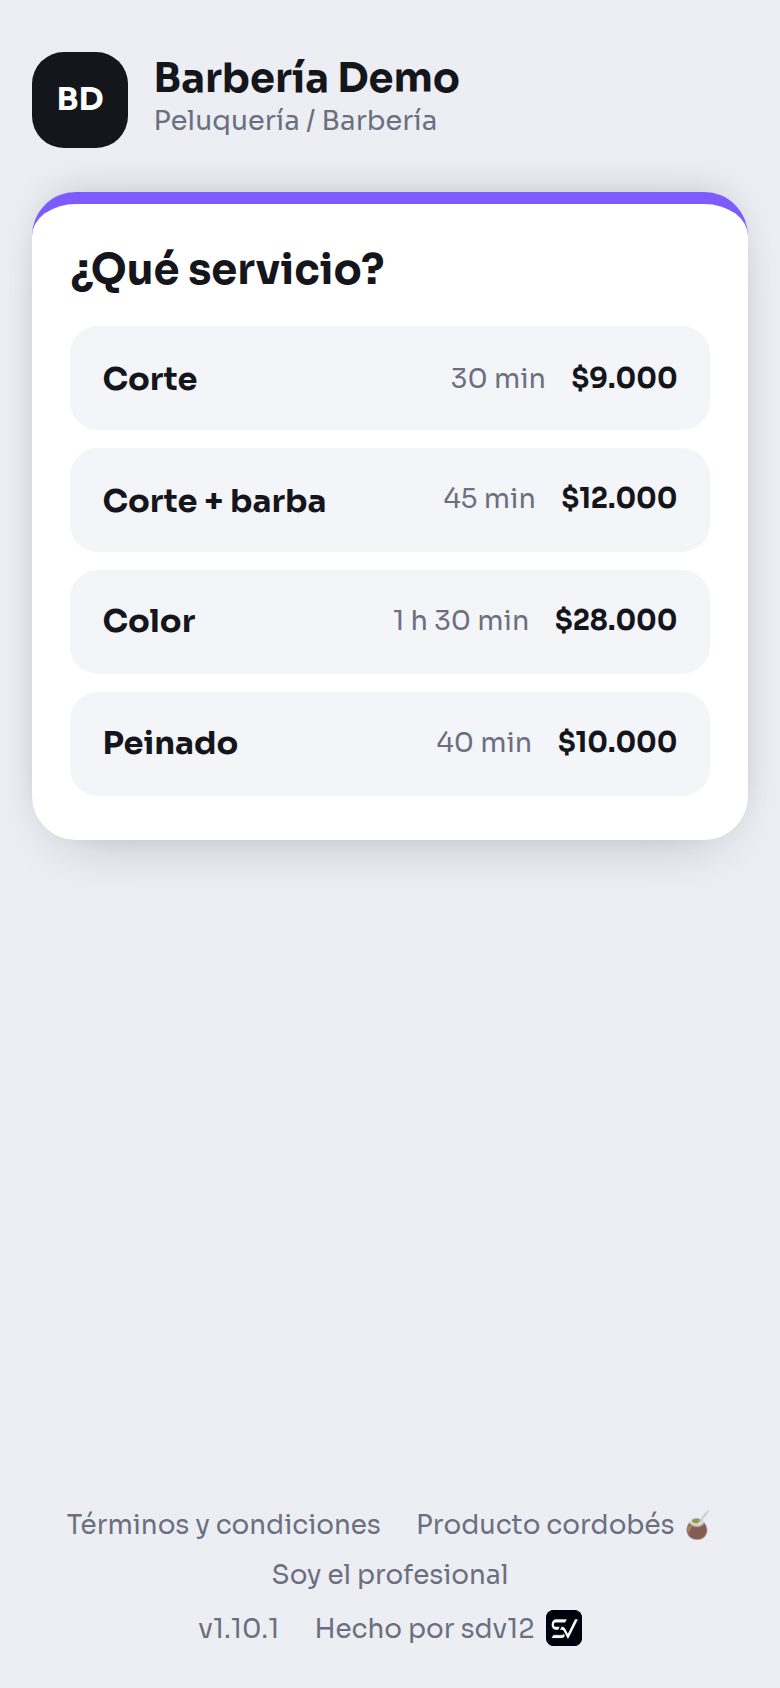 BD
Barbería Demo
Peluquería / Barbería
¿Qué servicio?
Corte 30 min $9.000
Corte + barba 45 min $12.000
Color 1 h 30 min $28.000
Peinado 40 min $10.000
Términos y condiciones Producto cordobés 🧉
Soy el profesional
v1.10.1 Hecho por sdv12 SV